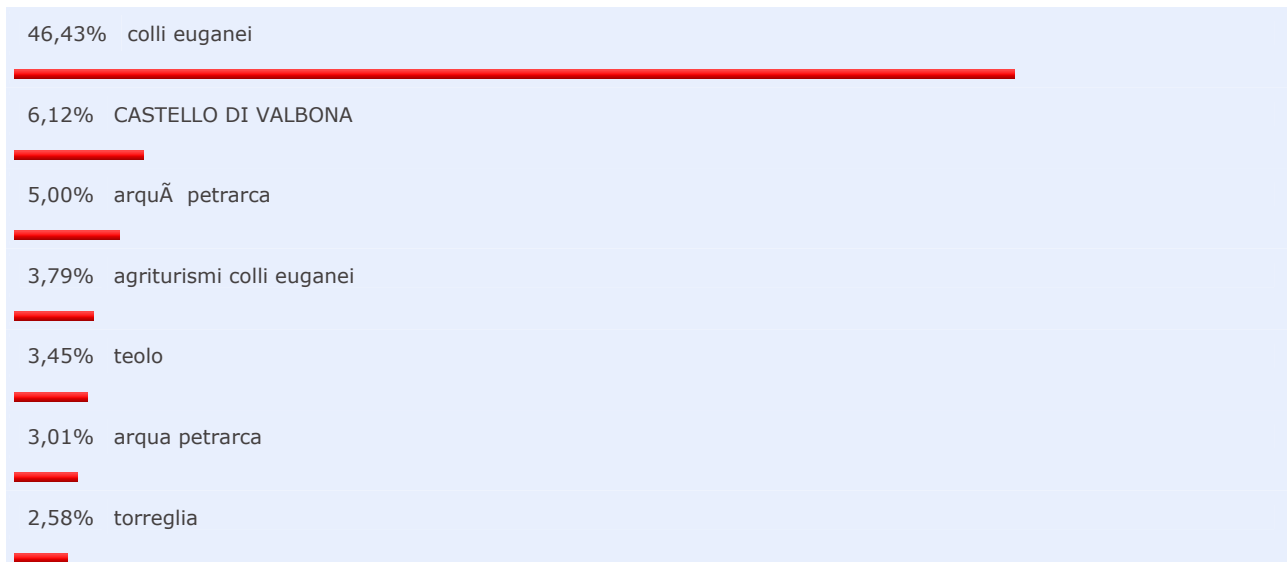 46,43% colli euganei
6,12% CASTELLO DI VALBONA
5,00% arquÃ petrarca
3,79% agriturismi colli euganei
3,45% teolo
3,01% arqua petrarca
2,58% torreglia